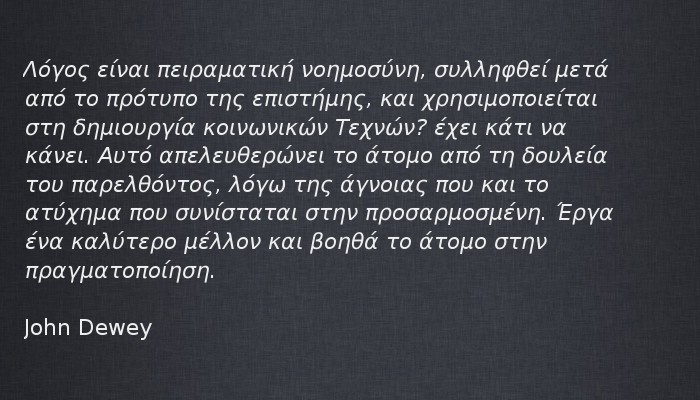 Λόγος είναι πειραματική νοημοσύνη, συλληφθεί μετά
από το πρότυπο της επιστήμης, και χρησιμοποιείται
στη δημιουργία κοινωνικών Τεχνών? έχει κάτι να
κάνει. Αυτό απελευθερώνει το άτομο από τη δουλεία
του παρελθόντος, λόγω της άγνοιας που και το
ατύχημα που συνίσταται στην προσαρμοσμένη. Έργα
ένα καλύτερο μέλλον και βοηθά το άτομο στην
πραγματοποίηση.
John Dewey